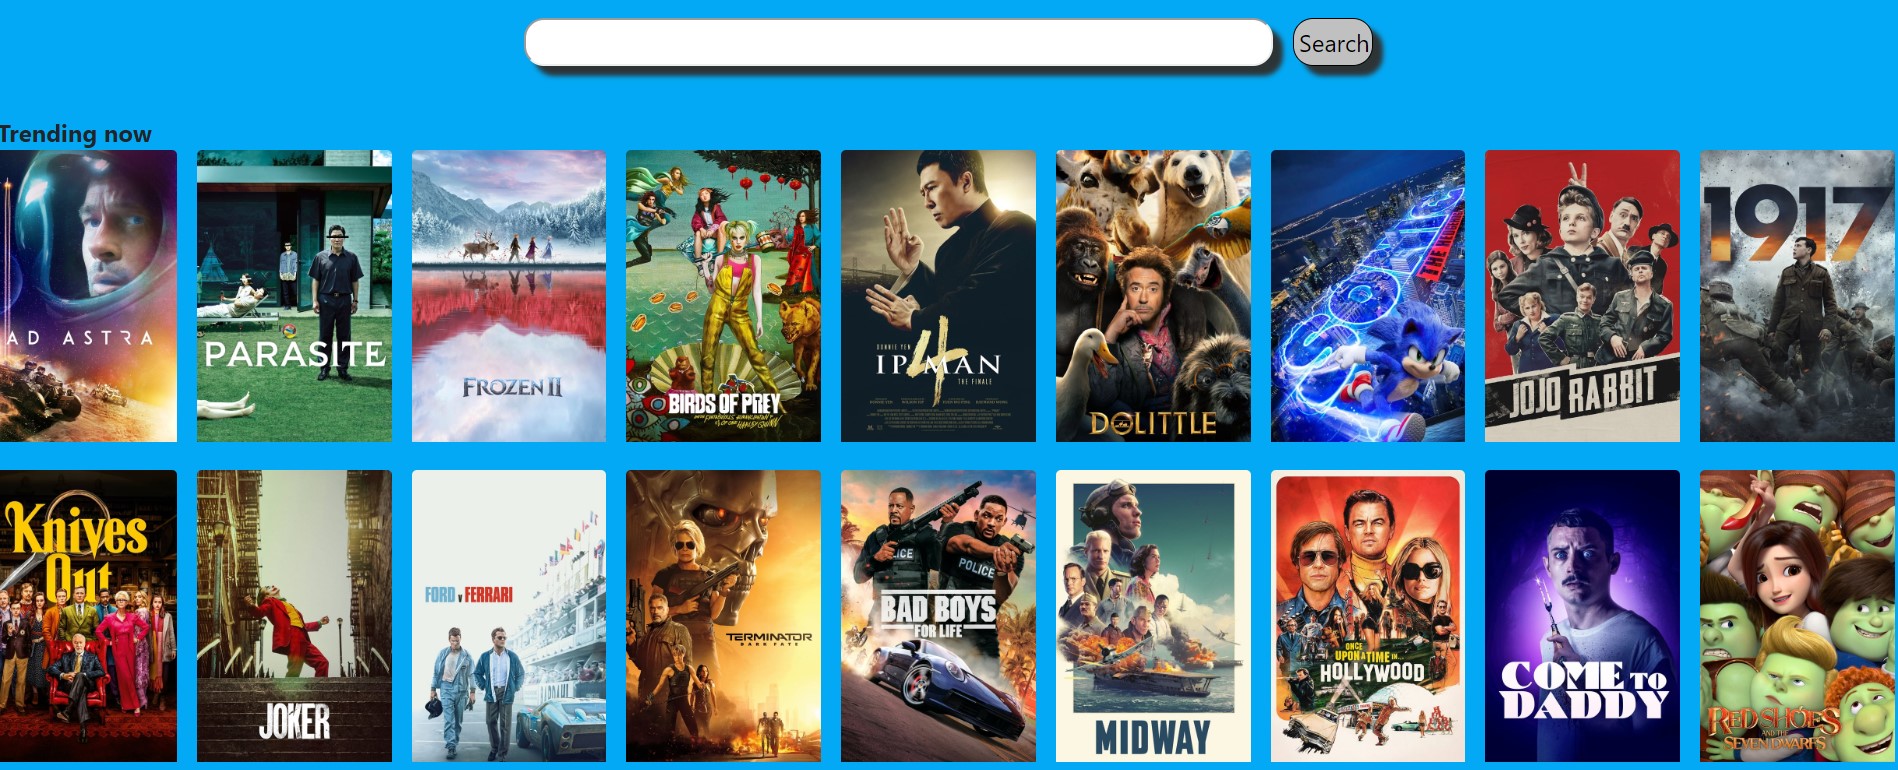 Search
Trending now
AD ASTRA
PARASITE
FROZEN II
BIRDS OF PREY
DONNIE YEN
IP MAN
4
THE FINALE
DOLITTLE
SONIC
JOJO RABBIT
1917
Knives
Out
JOKER
FORD v FERRARI
TERMINATOR
DARK FATE
POLICE
BAD BOYS
FOR LIFE
MIDWAY
ONCE
UPON A TIME IN...
HOLLYWOOD
COME TO
DADDY
RED SHOES
AND THE
SEVEN DWARFS